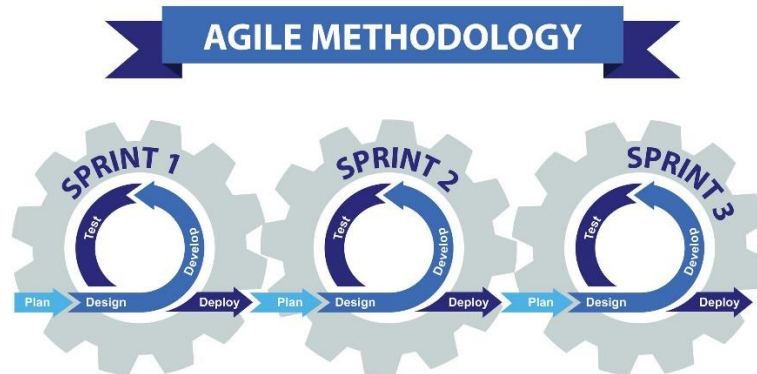 AGILE METHODOLOGY
SPRINT 1
Test
Develop
Plan
Design
Deploy
SPRINT 2
Test
Develop
Plan
Design
Deploy
SPRINT 3
Test
Develop
Plan
Design
Deploy